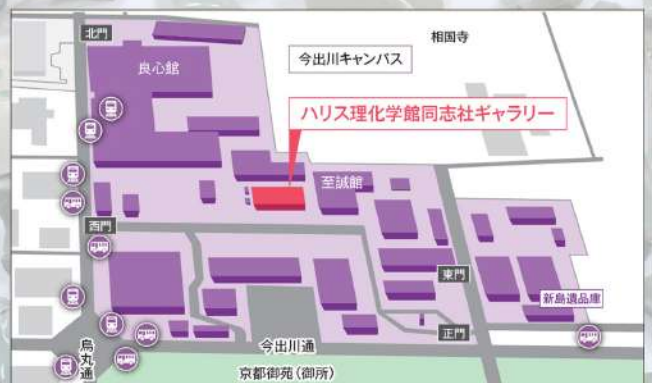 北門
相国寺
今出川キャンパス
良心館
ハリス理化学館同志社ギャラリー
至誠館
西門
東門
新島遺品庫
正門
今出川通
烏丸通
京都御苑(御所)